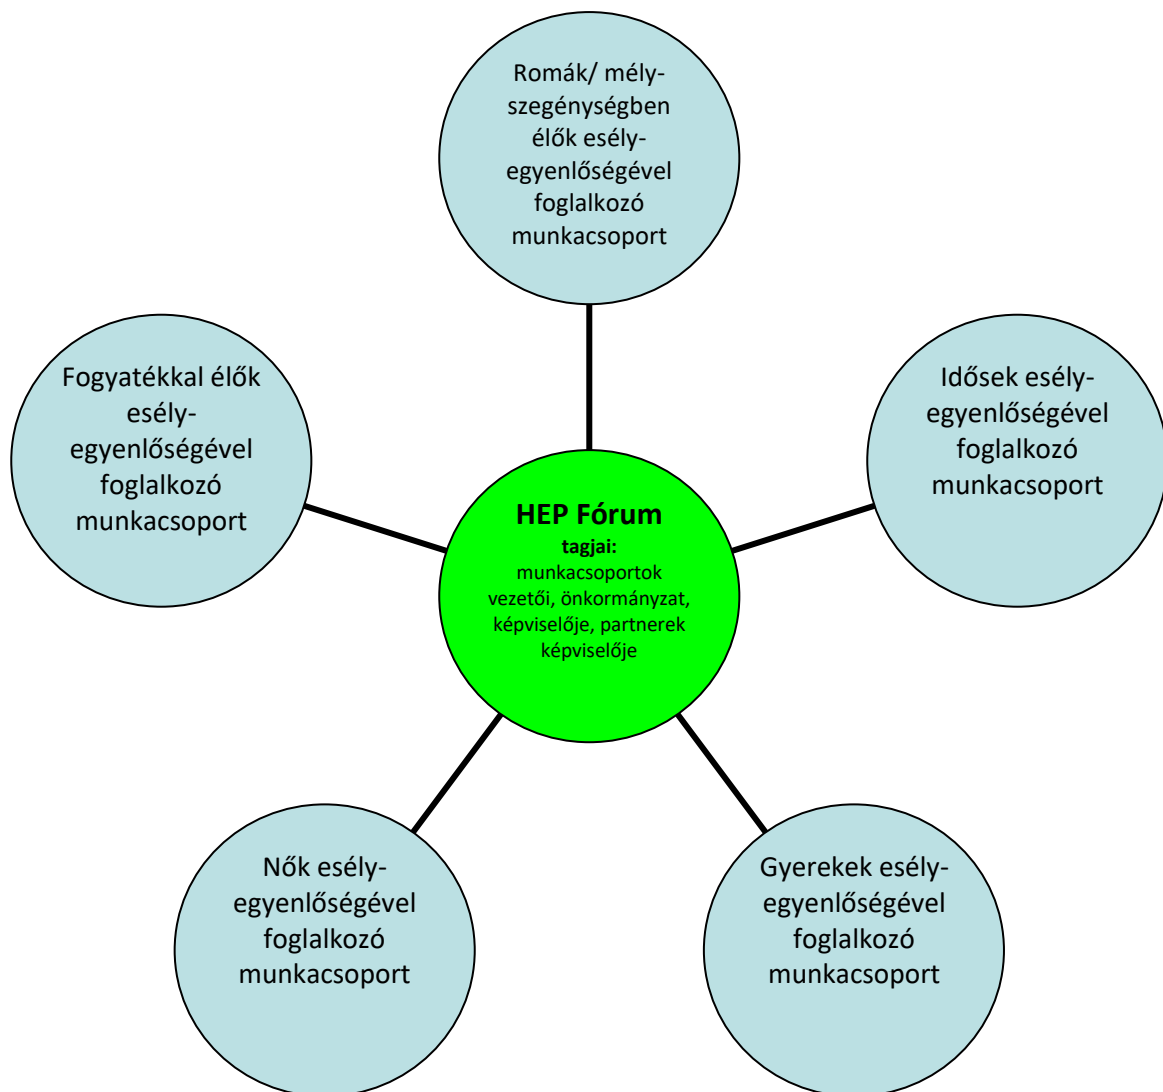 Romák/ mély-
szegénységben
élők esély-
egyenlőségével
foglalkozó
munkacsoport
Fogyatékkal élők
esély-
egyenlőségével
foglalkozó
munkacsoport
Idősek esély-
egyenlőségével
foglalkozó
munkacsoport
HEP Fórum
tagjai:
munkacsoportok
vezetői, önkormányzat,
képviselője, partnerek
képviselője
Nők esély-
egyenlőségével
foglalkozó
munkacsoport
Gyerekek esély-
egyenlőségével
foglalkozó
munkacsoport